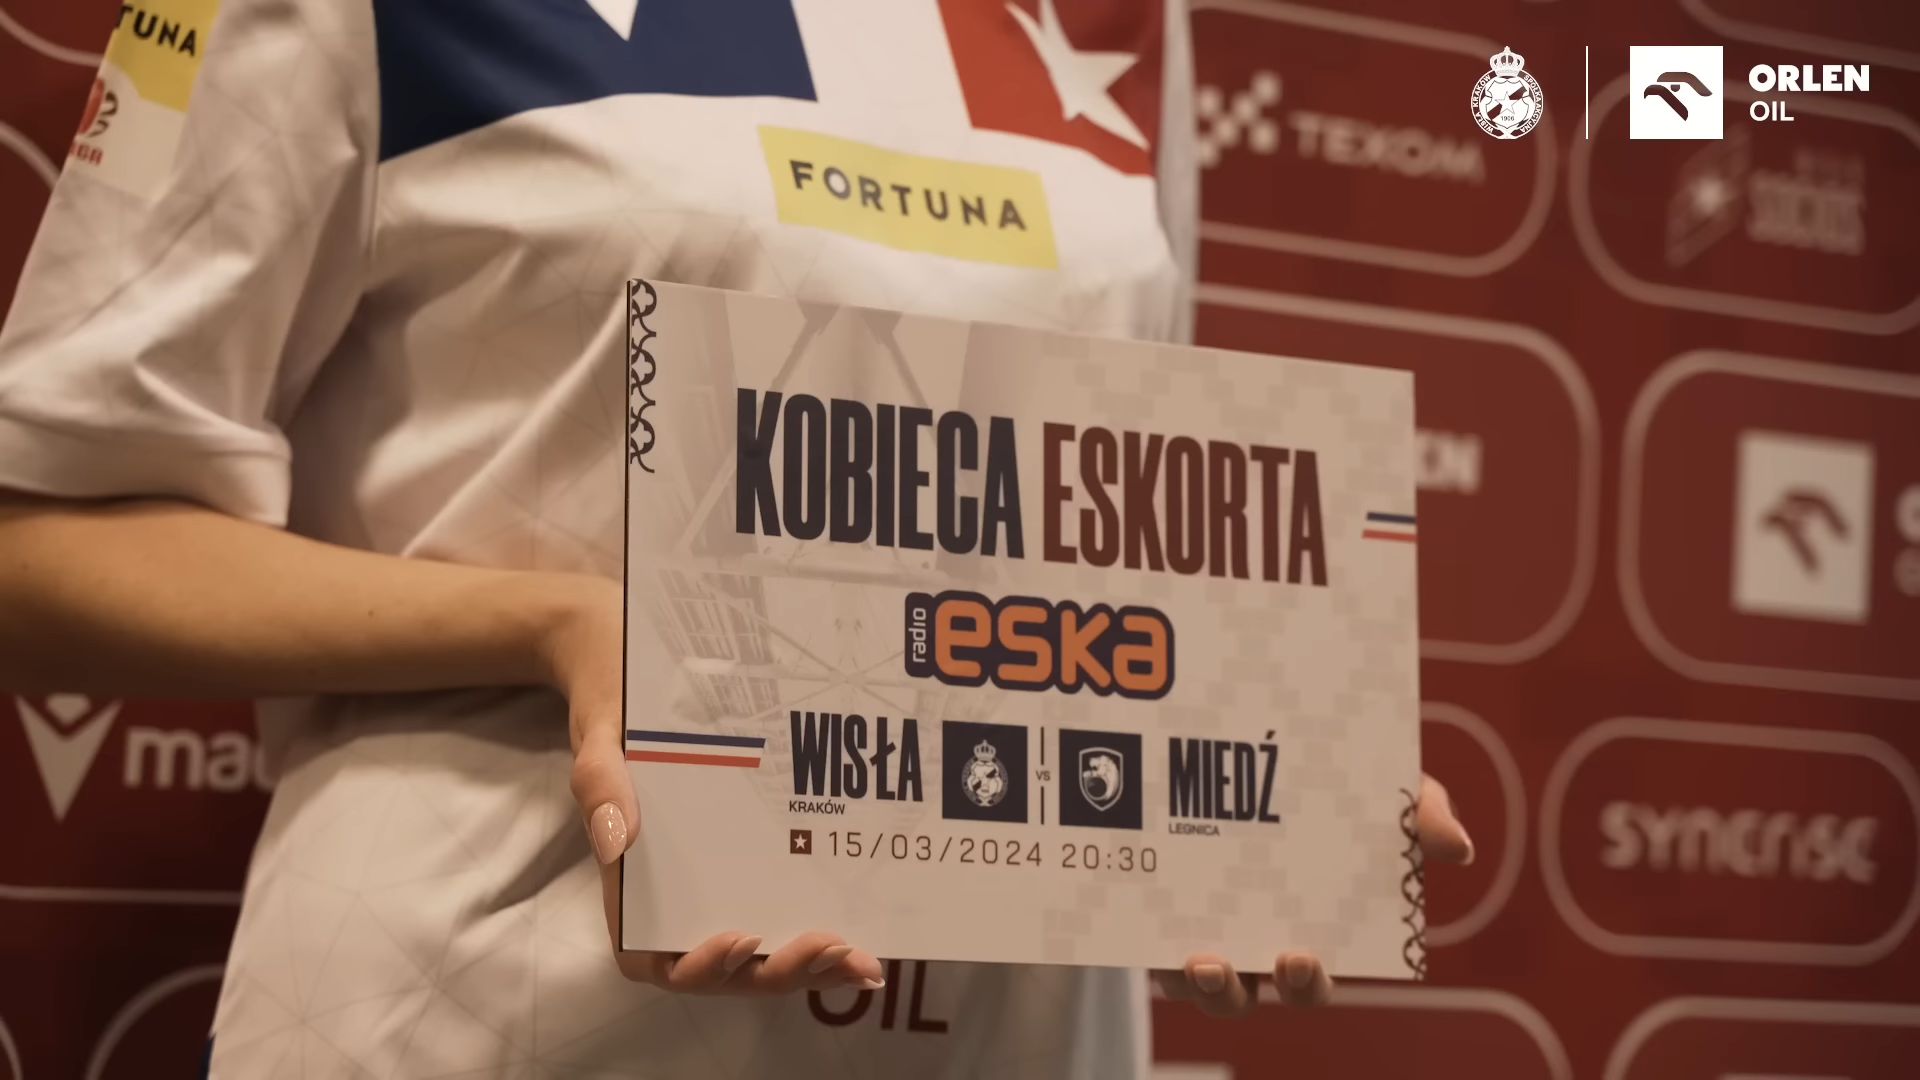 ORLEN
OIL
TUNA
FORTUNA
TEXOM
KOBIECA ESKORTA
radio eska
WISŁA VS MIEDŹ
KRAKÓW LEGNICA
15/03/2024 20:30
SYNERISE
OIL